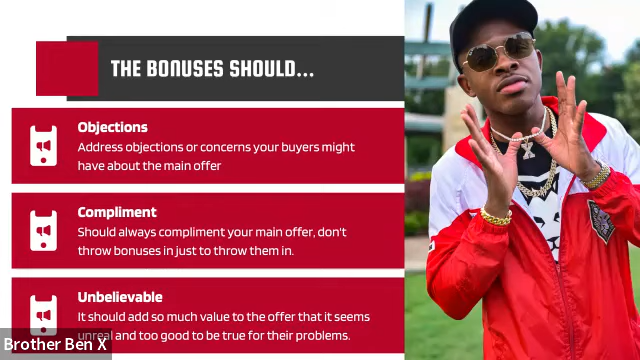 THE BONUSES SHOULD...
Objections
Address objections or concerns your buyers might
have about the main offer
Compliment
Should always compliment your main offer, don't
throw bonuses in just to throw them in.
Unbelievable
It should add so much value to the offer that it seems
unreal and too good to be true for their problems.
Brother Ben X